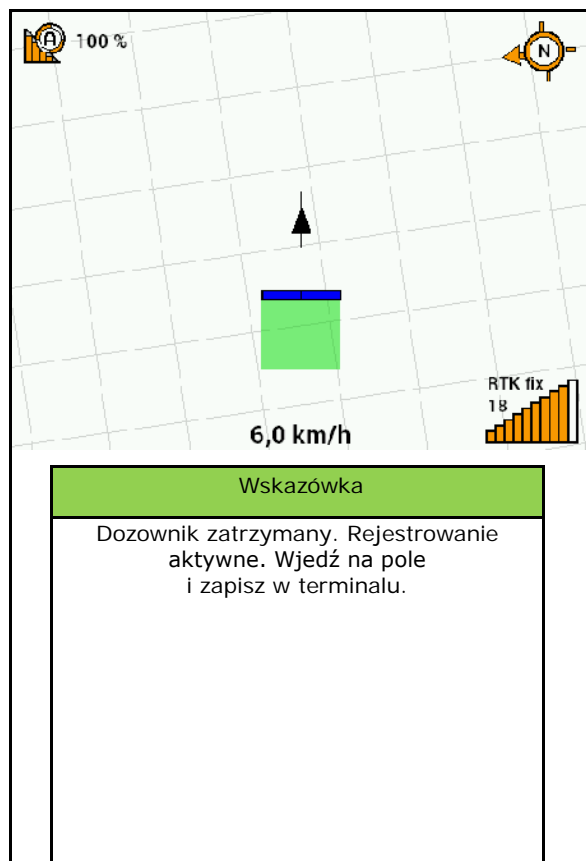 A 100 %
N
RTK fix
18
6,0 km/h
Wskazówka
Dozownik zatrzymany. Rejestrowanie
aktywne. Wjedź na pole
i zapisz w terminalu.